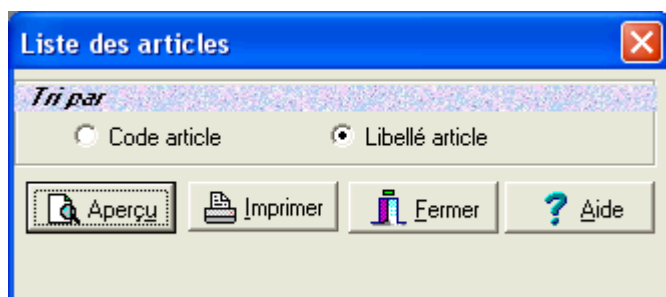 Liste des articles
Tri par
Code article Libellé article
Aperçu Imprimer Fermer Aide